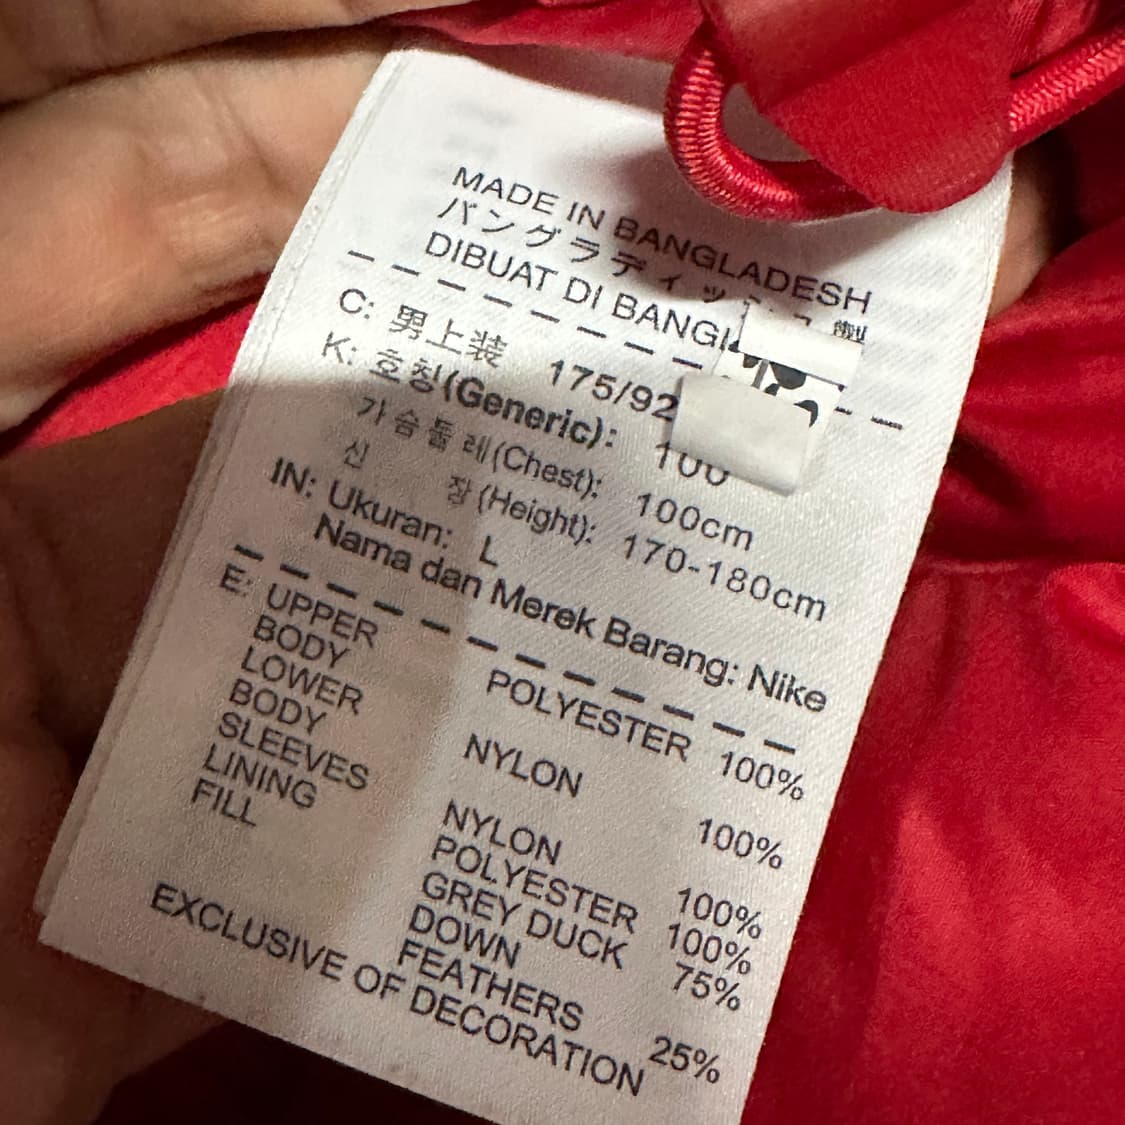 MADE IN BANGLADESH
バングラディッシュ製
DIBUAT DI BANGL
C: 男上装 175/92
K: 호칭(Generic): 100
가슴둘레(Chest): 100cm
신 장(Height): 170-180cm
IN: Ukuran: L
Nama dan Merek Barang: Nike
E: UPPER BODY POLYESTER 100%
LOWER BODY NYLON 100%
SLEEVES NYLON 100%
LINING POLYESTER 100%
FILL GREY DUCK DOWN 75%
FEATHERS 25%
EXCLUSIVE OF DECORATION